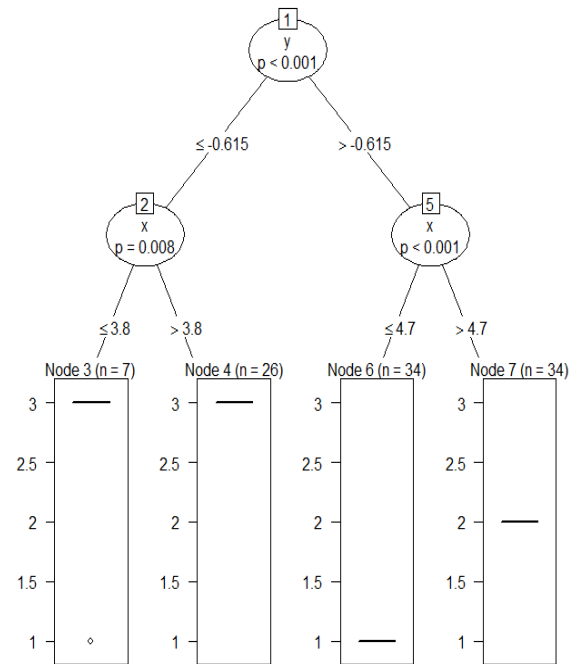 1
y
p < 0.001
≤ -0.615
> -0.615
2
x
p = 0.008
5
x
p < 0.001
≤ 3.8
> 3.8
≤ 4.7
> 4.7
Node 3 (n = 7)
3
2.5
2
1.5
1
Node 4 (n = 26)
3
2.5
2
1.5
1
Node 6 (n = 34)
3
2.5
2
1.5
1
Node 7 (n = 34)
3
2.5
2
1.5
1